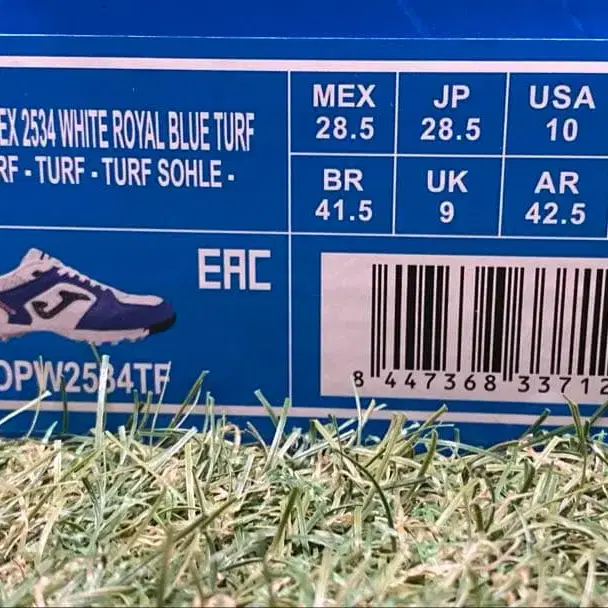 EX 2534 WHITE ROYAL BLUE TURF
RF - TURF - TURF SOHLE -
MEX 28.5
JP 28.5
USA 10
BR 41.5
UK 9
AR 42.5
EAC
OPW2534TF
8 447368 33712